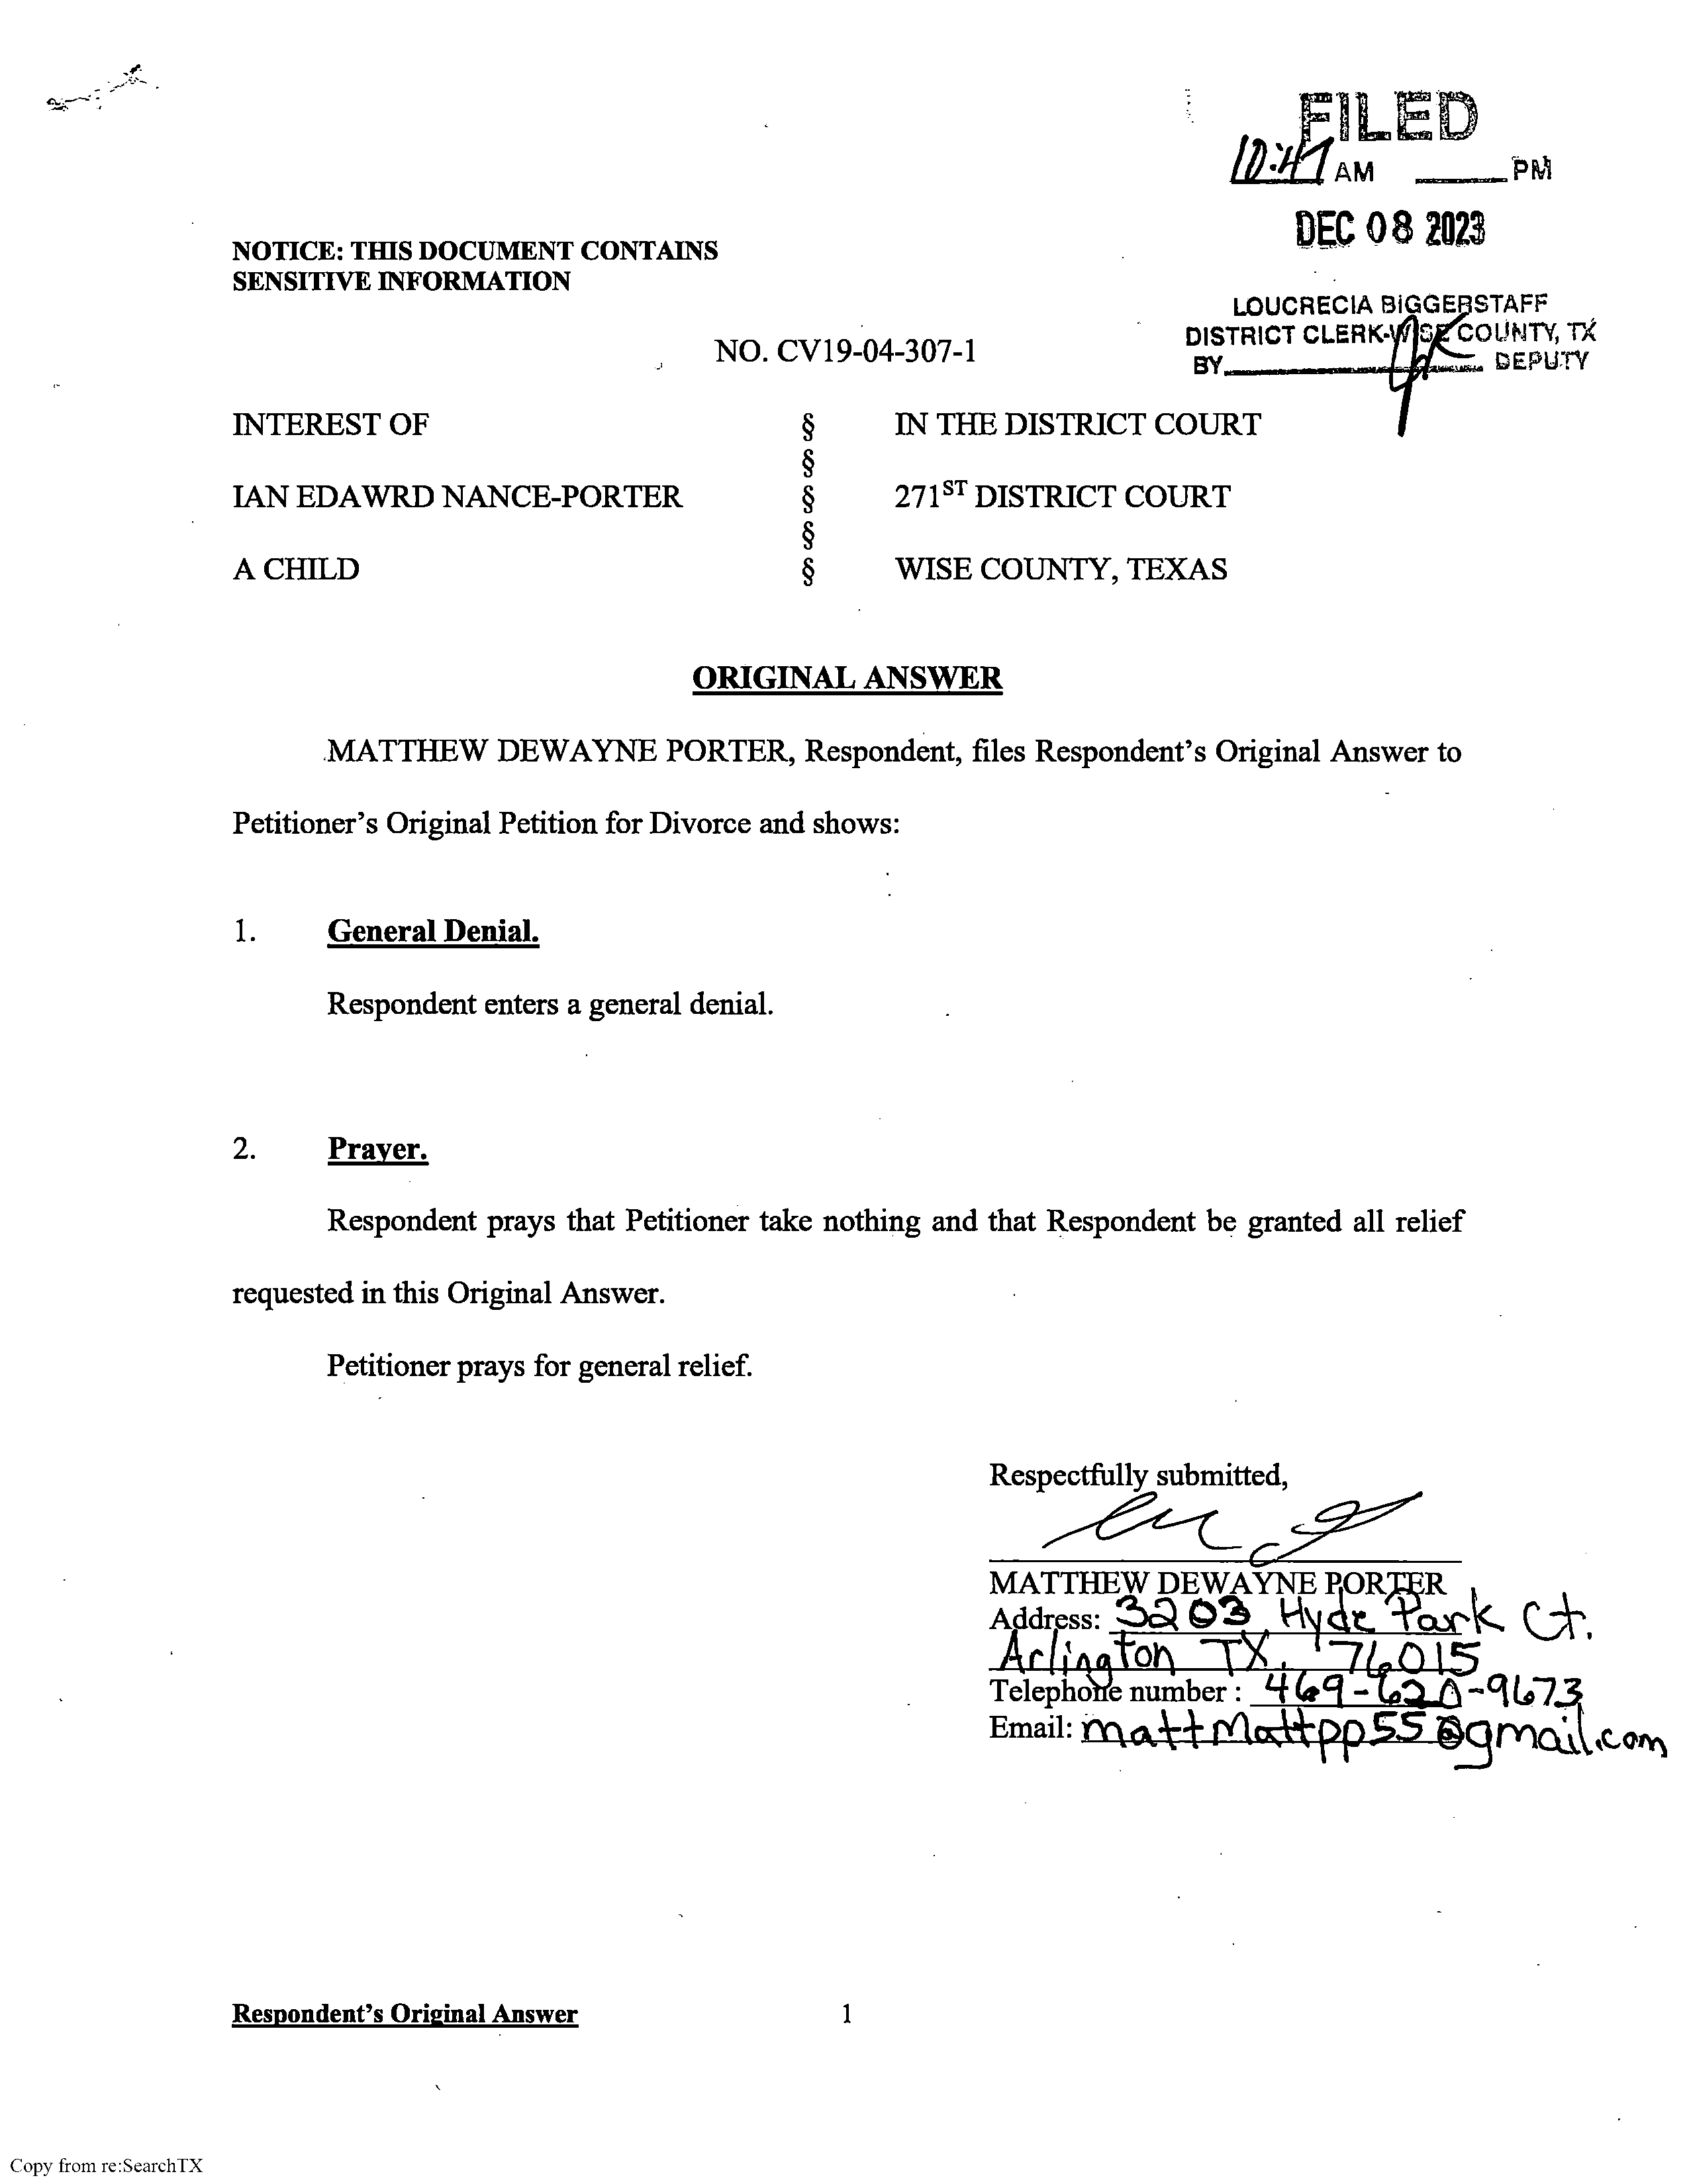 FILED
10:47 AM ____ PM
DEC 08 2023
LOUCRECIA BIGGERSTAFF
DISTRICT CLERK-WISE COUNTY, TX
BY ____ DEPUTY
NOTICE: THIS DOCUMENT CONTAINS
SENSITIVE INFORMATION
NO. CV19-04-307-1
INTEREST OF § IN THE DISTRICT COURT
§
IAN EDAWRD NANCE-PORTER § 271ST DISTRICT COURT
§
A CHILD § WISE COUNTY, TEXAS
ORIGINAL ANSWER
MATTHEW DEWAYNE PORTER, Respondent, files Respondent's Original Answer to
Petitioner's Original Petition for Divorce and shows:
1. General Denial.
Respondent enters a general denial.
2. Prayer.
Respondent prays that Petitioner take nothing and that Respondent be granted all relief
requested in this Original Answer.
Petitioner prays for general relief.
Respectfully submitted,
MATTHEW DEWAYNE PORTER
Address: 3203 Hyde Park Ct.
Arlington TX, 76015
Telephone number : 469-620-9673
Email: mattmattpp55@gmail.com
Respondent's Original Answer 1
Copy from re:SearchTX